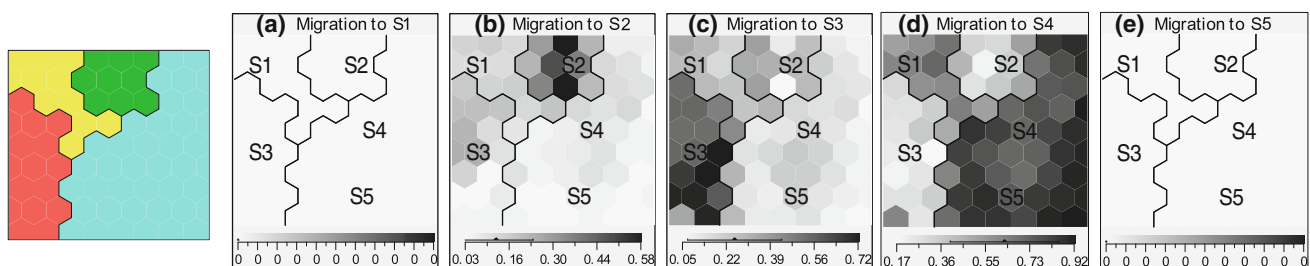 (a) Migration to S1
S1
S2
S4
S3
S5
0 0 0 0 0 0 0 0 0 0
(b) Migration to S2
S1
S2
S4
S3
S5
0.03 0.16 0.30 0.44 0.58
(c) Migration to S3
S1
S2
S4
S3
S5
0.05 0.22 0.39 0.56 0.72
(d) Migration to S4
S1
S2
S4
S3
S5
0.17 0.36 0.55 0.73 0.92
(e) Migration to S5
S1
S2
S4
S3
S5
0 0 0 0 0 0 0 0 0 0